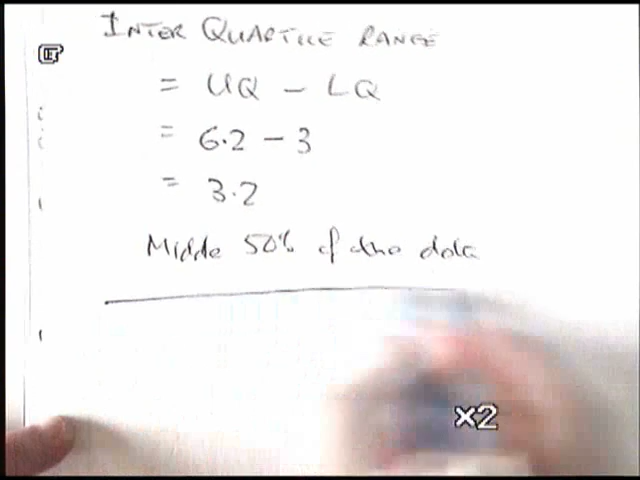 INTER QUARTILE RANGE
= UQ - LQ
= 6.2 - 3
= 3.2
Middle 50% of the data
×2